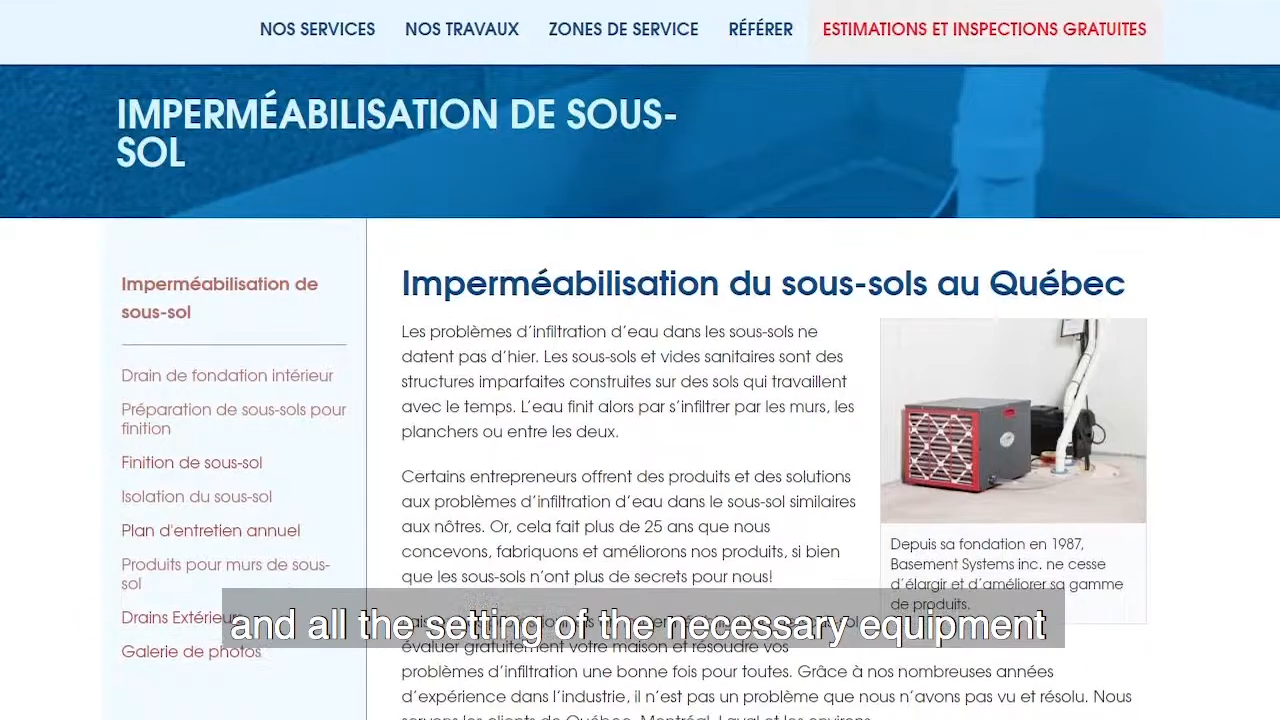 NOS SERVICES NOS TRAVAUX ZONES DE SERVICE RÉFÉRER ESTIMATIONS ET INSPECTIONS GRATUITES
IMPERMÉABILISATION DE SOUS-
SOL
Imperméabilisation de
sous-sol
Drain de fondation intérieur
Préparation de sous-sols pour
finition
Finition de sous-sol
Isolation du sous-sol
Plan d'entretien annuel
Produits pour murs de sous-
sol
Drains Extérieurs
Galerie de photos
Imperméabilisation du sous-sols au Québec
Les problèmes d’infiltration d’eau dans les sous-sols ne
datent pas d’hier. Les sous-sols et vides sanitaires sont des
structures imparfaites construites sur des sols qui travaillent
avec le temps. L’eau finit alors par s’infiltrer par les murs, les
planchers ou entre les deux.
Certains entrepreneurs offrent des produits et des solutions
aux problèmes d’infiltration d’eau dans le sous-sol similaires
aux nôtres. Or, cela fait plus de 25 ans que nous
concevons, fabriquons et améliorons nos produits, si bien
que les sous-sols n’ont plus de secrets pour nous!
évaluer gratuitement votre maison et résoudre vos
problèmes d’infiltration une bonne fois pour toutes. Grâce à nos nombreuses années
d’expérience dans l’industrie, il n’est pas un problème que nous n’avons pas vu et résolu. Nous
servons les clients de Québec, Montréal, Laval et les environs.
Depuis sa fondation en 1987,
Basement Systems inc. ne cesse
d’élargir et d’améliorer sa gamme
de produits.
and all the setting of the necessary equipment